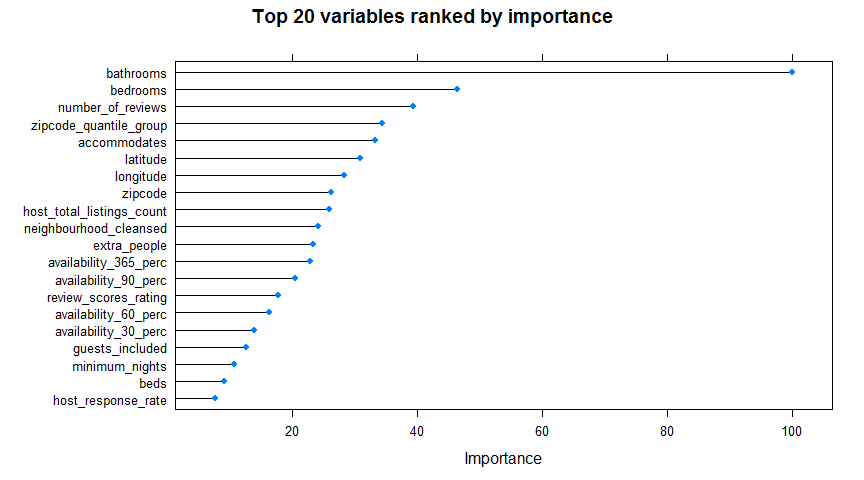 Top 20 variables ranked by importance
bathrooms
bedrooms
number_of_reviews
zipcode_quantile_group
accommodates
latitude
longitude
zipcode
host_total_listings_count
neighbourhood_cleansed
extra_people
availability_365_perc
availability_90_perc
review_scores_rating
availability_60_perc
availability_30_perc
guests_included
minimum_nights
beds
host_response_rate
20 40 60 80 100
Importance